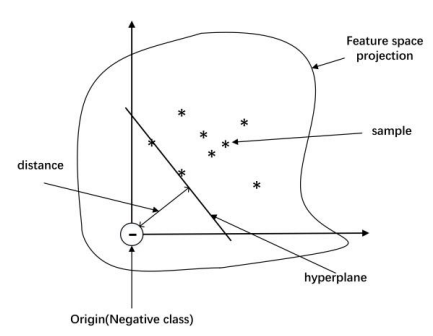 Feature space
projection
sample
distance
hyperplane
Origin(Negative class)